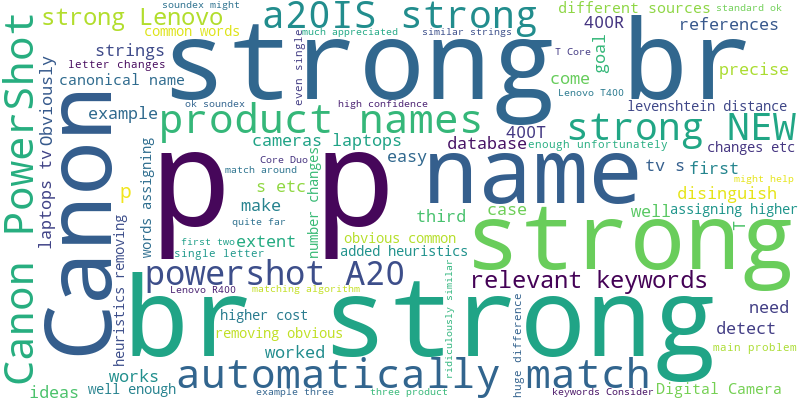 soundex might
strong Lenovo
a20IS strong
different sources
standard ok
common words
much appreciated
similar strings
400R
references
strings
letter changes
T Core
goal
canonical name
even single
come
precise
Lenovo T400
Canon PowerShot
laptops tv
Obviously
Canon
strong br
ok soundex
high confidence
levenshtein distance
example
product names
400T
strong NEW
words assigning
cameras laptops
database
enough unfortunately
changes etc
Core Duo
number changes
easy
tv s
first
match around
might help
p
p p
name
s etc
disinguish
make
third
case
well
assigning higher
quite far
T
extent
obvious common
strong
first two
added heuristics
single letter
heuristics removing
powershot A20
relevant keywords
Lenovo R400
matching algorithm
br strong
ridiculously similar
huge difference
higher cost
need
removing obvious
detect
worked
main problem
works
automatically match
ideas
well enough
example three
three product
keywords Consider
Digital Camera